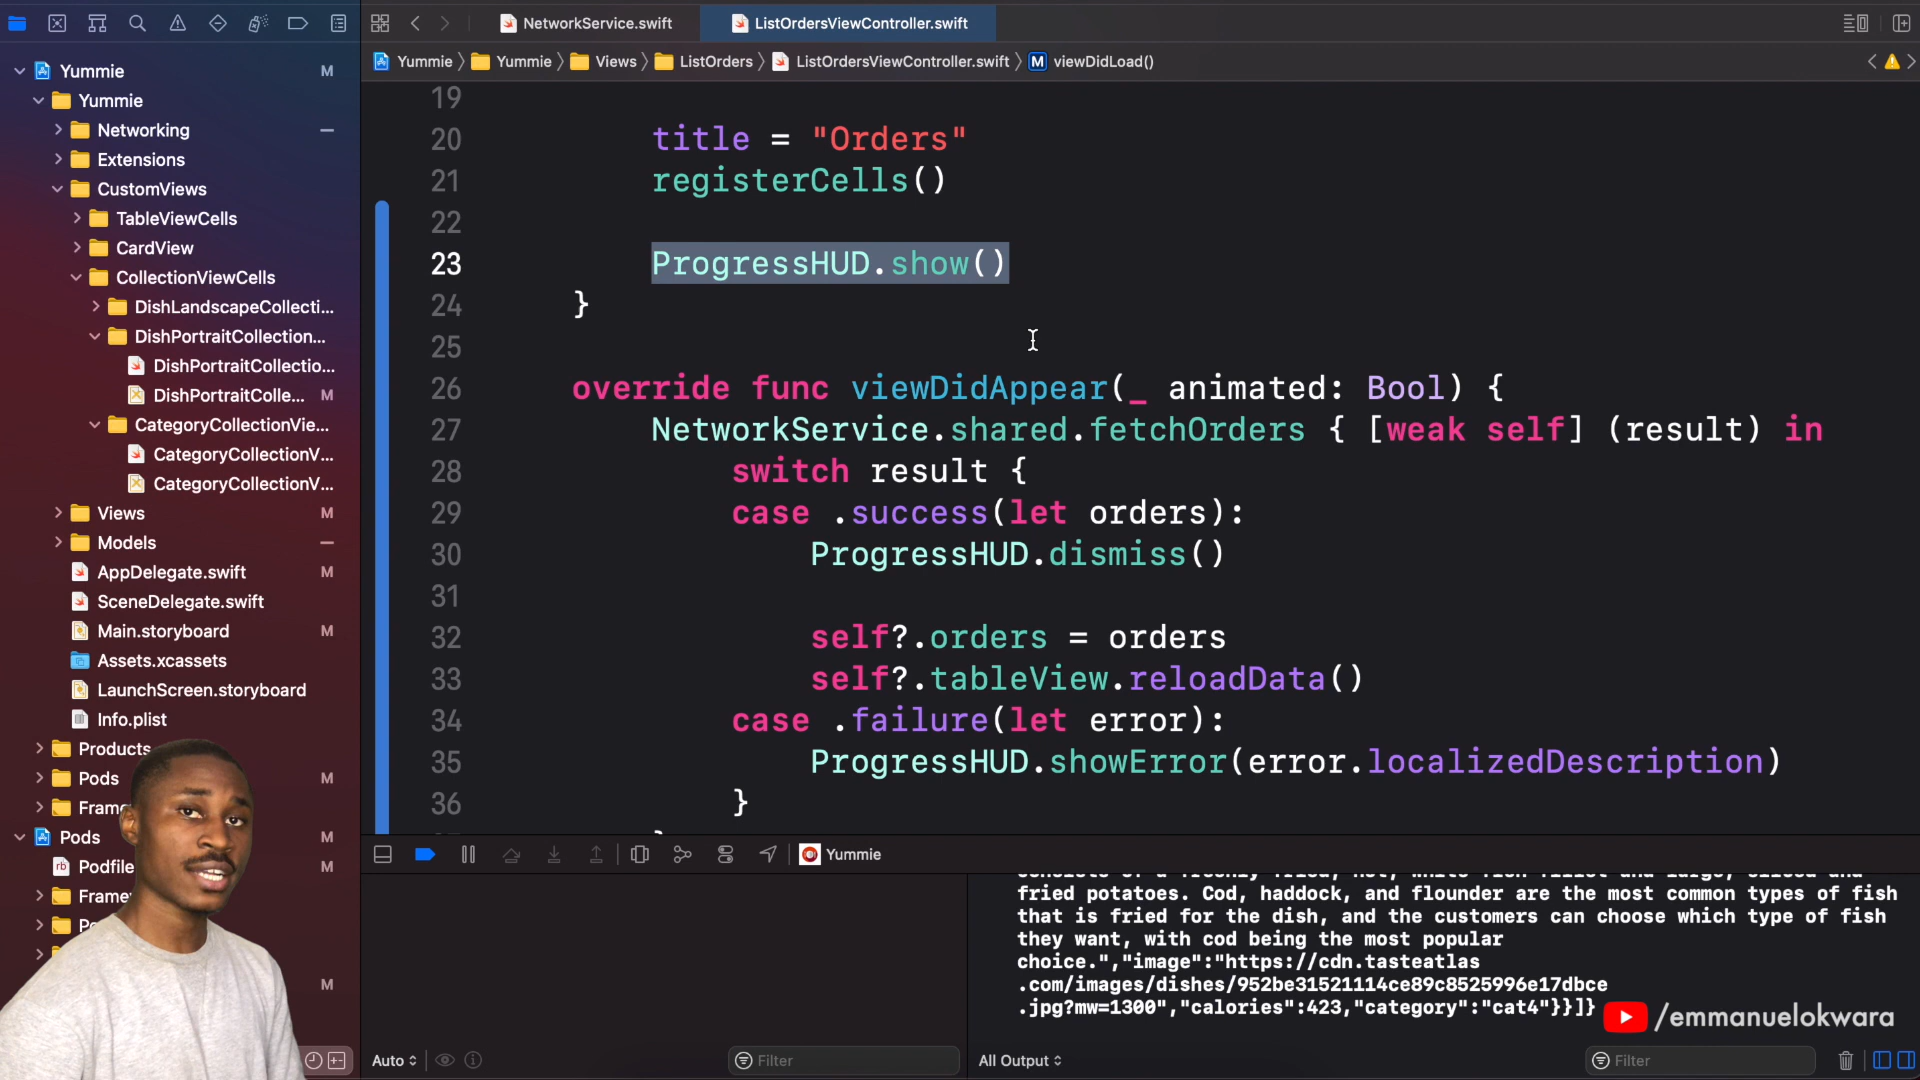 NetworkService.swift
ListOrdersViewController.swift
Yummie
Yummie
Views
ListOrders
ListOrdersViewController.swift
M
viewDidLoad()
Yummie M
Yummie
Networking
Extensions
CustomViews
TableViewCells
CardView
CollectionViewCells
DishLandscapeCollecti...
DishPortraitCollection...
DishPortraitCollectio...
DishPortraitColle... M
CategoryCollectionVie...
CategoryCollectionV...
CategoryCollectionV...
Views M
Models
AppDelegate.swift M
SceneDelegate.swift
Main.storyboard M
Assets.xcassets
LaunchScreen.storyboard
Info.plist
Products
Pods M
Pods M
rb Podfile M
M
19
20 title = "Orders"
21 registerCells()
22
23 ProgressHUD.show()
24 }
25
26 override func viewDidAppear(_ animated: Bool) {
27 NetworkService.shared.fetchOrders { [weak self] (result) in
28 switch result {
29 case .success(let orders):
30 ProgressHUD.dismiss()
31
32 self?.orders = orders
33 self?.tableView.reloadData()
34 case .failure(let error):
35 ProgressHUD.showError(error.localizedDescription)
36 }
Yummie
fried potatoes. Cod, haddock, and flounder are the most common types of fish
that is fried for the dish, and the customers can choose which type of fish
they want, with cod being the most popular
choice.","image":"https://cdn.tasteatlas
.com/images/dishes/952be31521114ce89c8525996e17dbce
.jpg?mw=1300","calories":423,"category":"cat4"}}]}
/emmanuelokwara
Auto
Filter
All Output
Filter